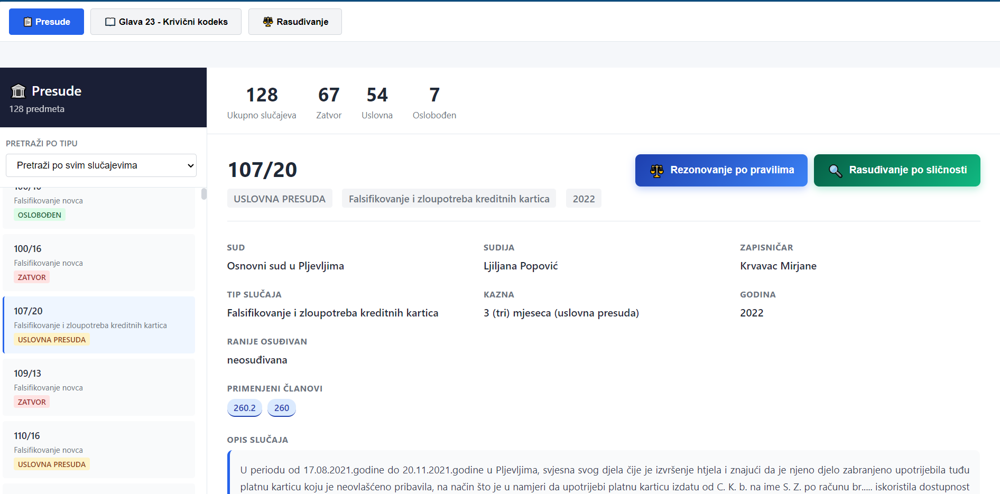 Presude
Glava 23 - Krivični kodeks
Rasuđivanje
Presude
128 predmeta
128
Ukupno slučajeva
67
Zatvor
54
Uslovna
7
Oslobođen
PRETRAŽI PO TIPU
Pretraži po svim slučajevima
Falsifikovanje novca
OSLOBOĐEN
100/16
Falsifikovanje novca
ZATVOR
107/20
Falsifikovanje i zloupotreba kreditnih kartica
USLOVNA PRESUDA
109/13
Falsifikovanje novca
ZATVOR
110/16
Falsifikovanje novca
USLOVNA PRESUDA
107/20
Rezonovanje po pravilima
Rasuđivanje po sličnosti
USLOVNA PRESUDA
Falsifikovanje i zloupotreba kreditnih kartica
2022
SUD
Osnovni sud u Pljevljima
SUDIJA
Ljiljana Popović
ZAPISNIČAR
Krvavac Mirjane
TIP SLUČAJA
Falsifikovanje i zloupotreba kreditnih kartica
KAZNA
3 (tri) mjeseca (uslovna presuda)
GODINA
2022
RANIJE OSUĐIVAN
neosuđivana
PRIMENJENI ČLANOVI
260.2
260
OPIS SLUČAJA
U periodu od 17.08.2021.godine do 20.11.2021.godine u Pljevljima, svjesna svog djela čije je izvršenje htjela i znajući da je njeno djelo zabranjeno upotrijebila tuđu
platnu karticu koju je neovlašćeno pribavila, na način što je u namjeri da upotrijebi platnu karticu izdatu od C. K. b. na ime S. Z. po računu br..... iskoristila dostupnost